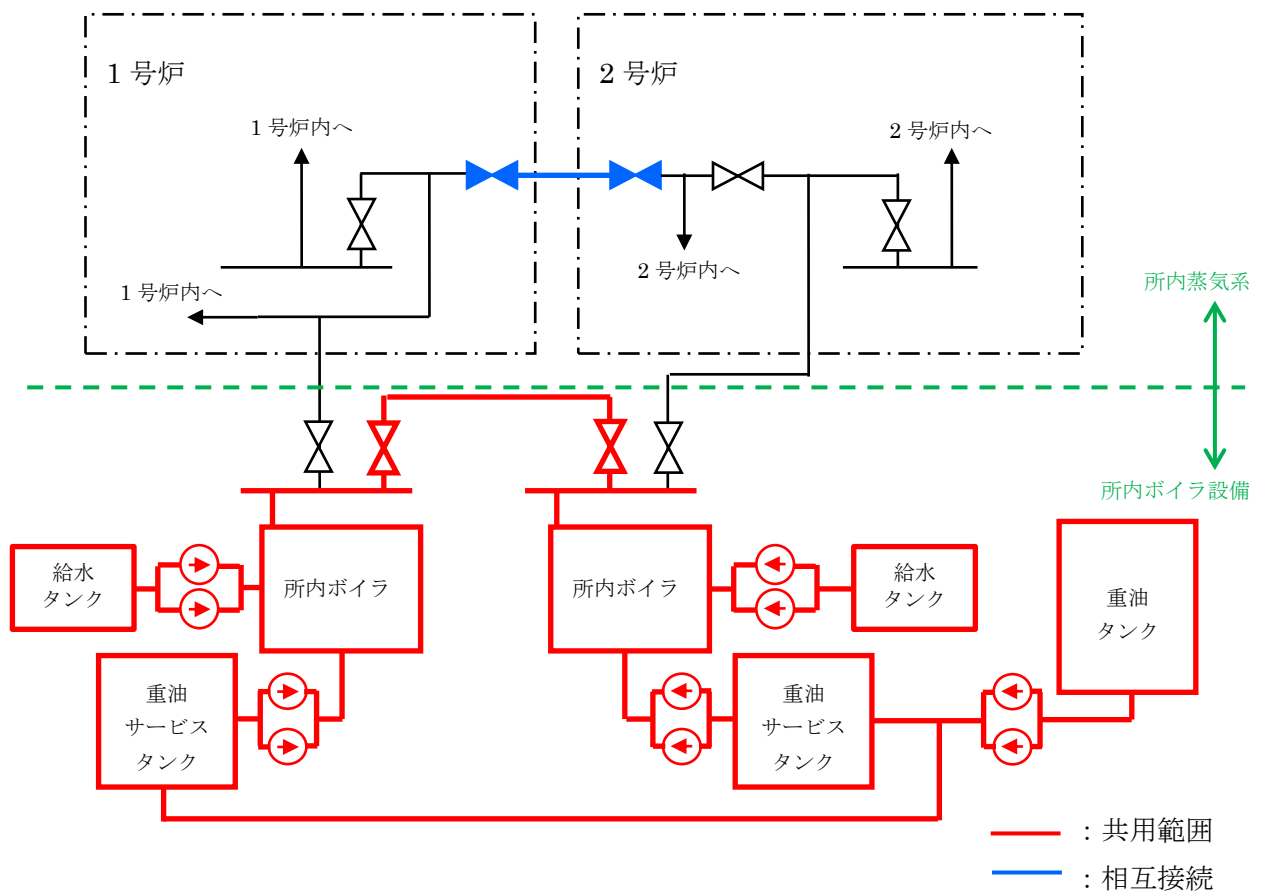 1 号炉
2 号炉
1 号炉内へ
2 号炉内へ
2 号炉内へ
1 号炉内へ
所内蒸気系
所内ボイラ設備
給水
タンク
所内ボイラ
所内ボイラ
給水
タンク
重油
タンク
重油
サービス
タンク
重油
サービス
タンク
：共用範囲
：相互接続